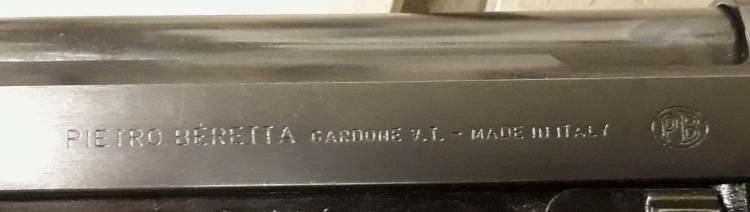 PIETRO BERETTA GARDONE V.T. - MADE IN ITALY PB